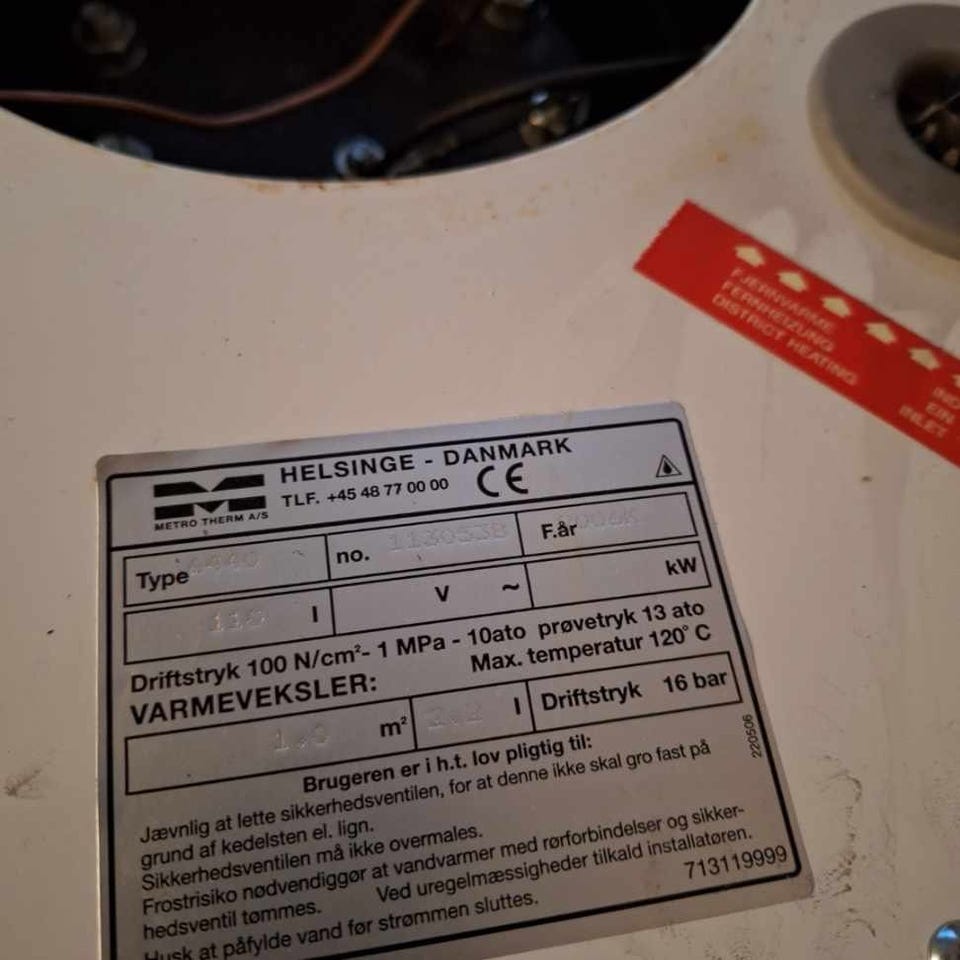 FJERNVARME
FERNHEIZUNG
DISTRICT HEATING
EIN
INLET
HELSINGE - DANMARK
TLF. +45 48 77 00 00 CE
METRO THERM A/S
Type no. F.år
110 l V ~ kW
Driftstryk 100 N/cm²- 1 MPa - 10ato prøvetryk 13 ato
Max. temperatur 120° C
VARMEVEKSLER:
m² l Driftstryk 16 bar
Brugeren er i h.t. lov pligtig til:
Jævnlig at lette sikkerhedsventilen, for at denne ikke skal gro fast på
grund af kedelsten el. lign.
Sikkerhedsventilen må ikke overmales.
Frostrisiko nødvendiggør at vandvarmer med rørforbindelser og sikker-
hedsventil tømmes. Ved uregelmæssigheder tilkald installatøren.
Husk at påfylde vand før strømmen sluttes.
713119999
220506